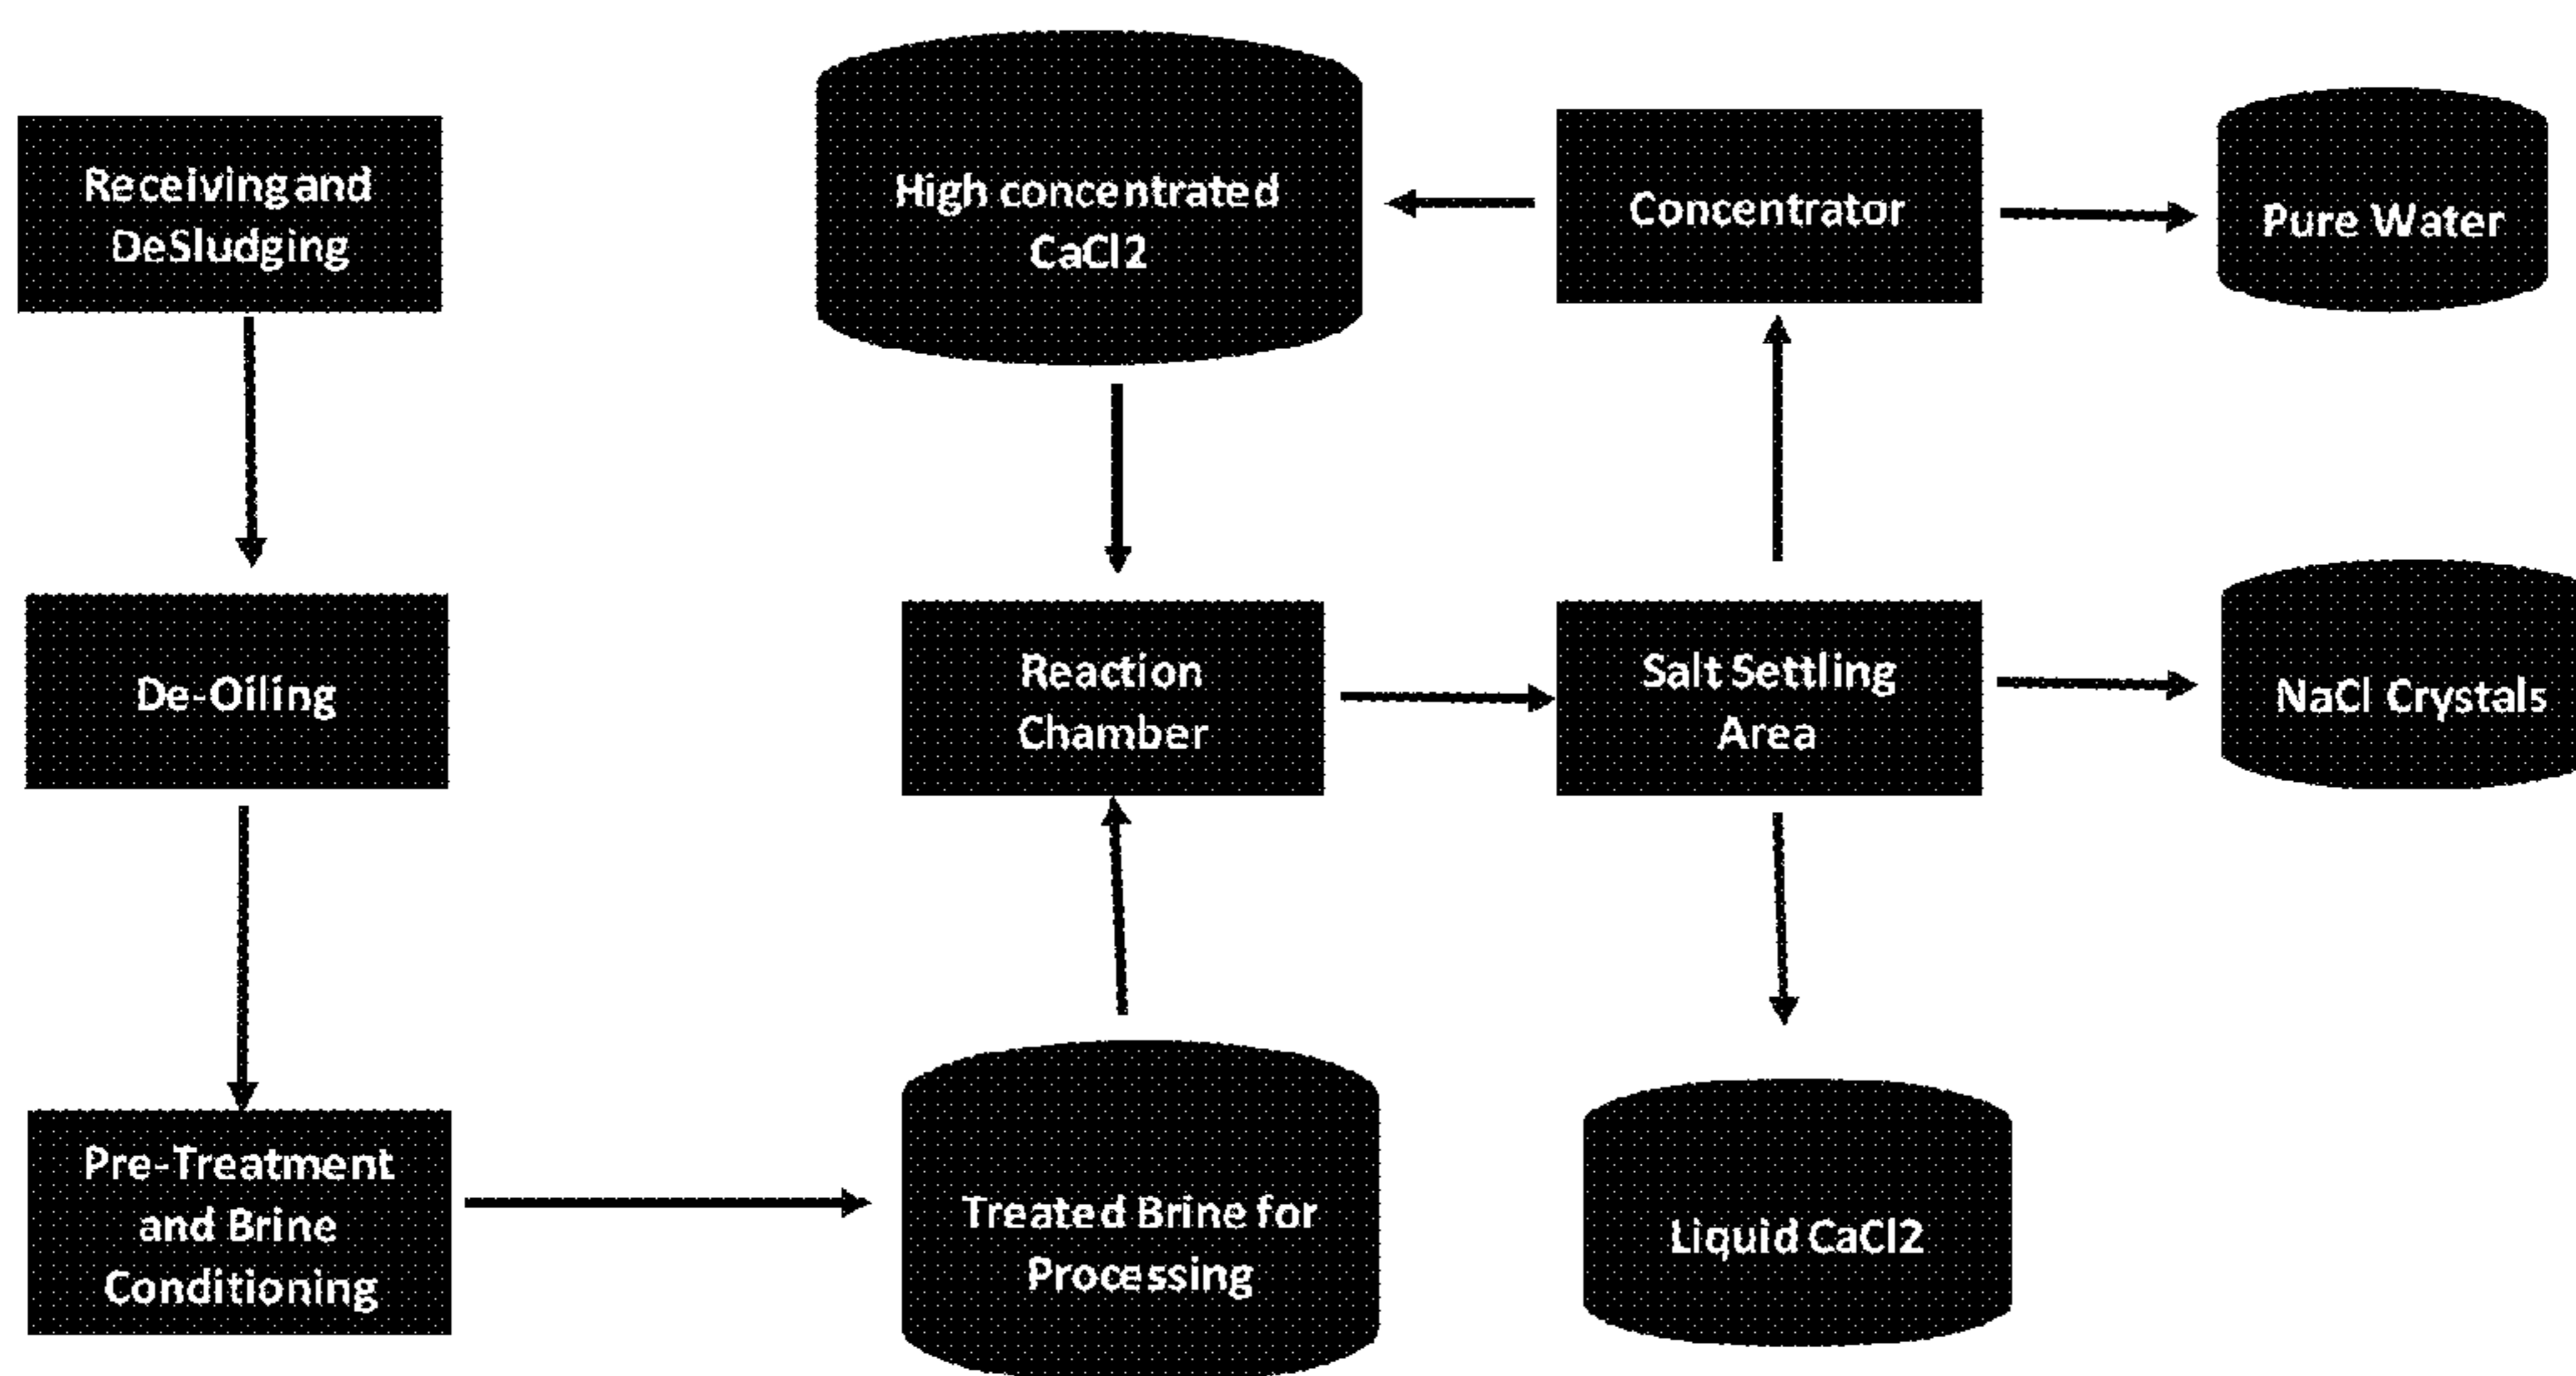 Receiving and
DeSludging
High concentrated
CaCl2
Concentrator
Pure Water
De-Oiling
Reaction
Chamber
Salt Settling
Area
NaCl Crystals
Pre-Treatment
and Brine
Conditioning
Treated Brine for
Processing
Liquid CaCl2